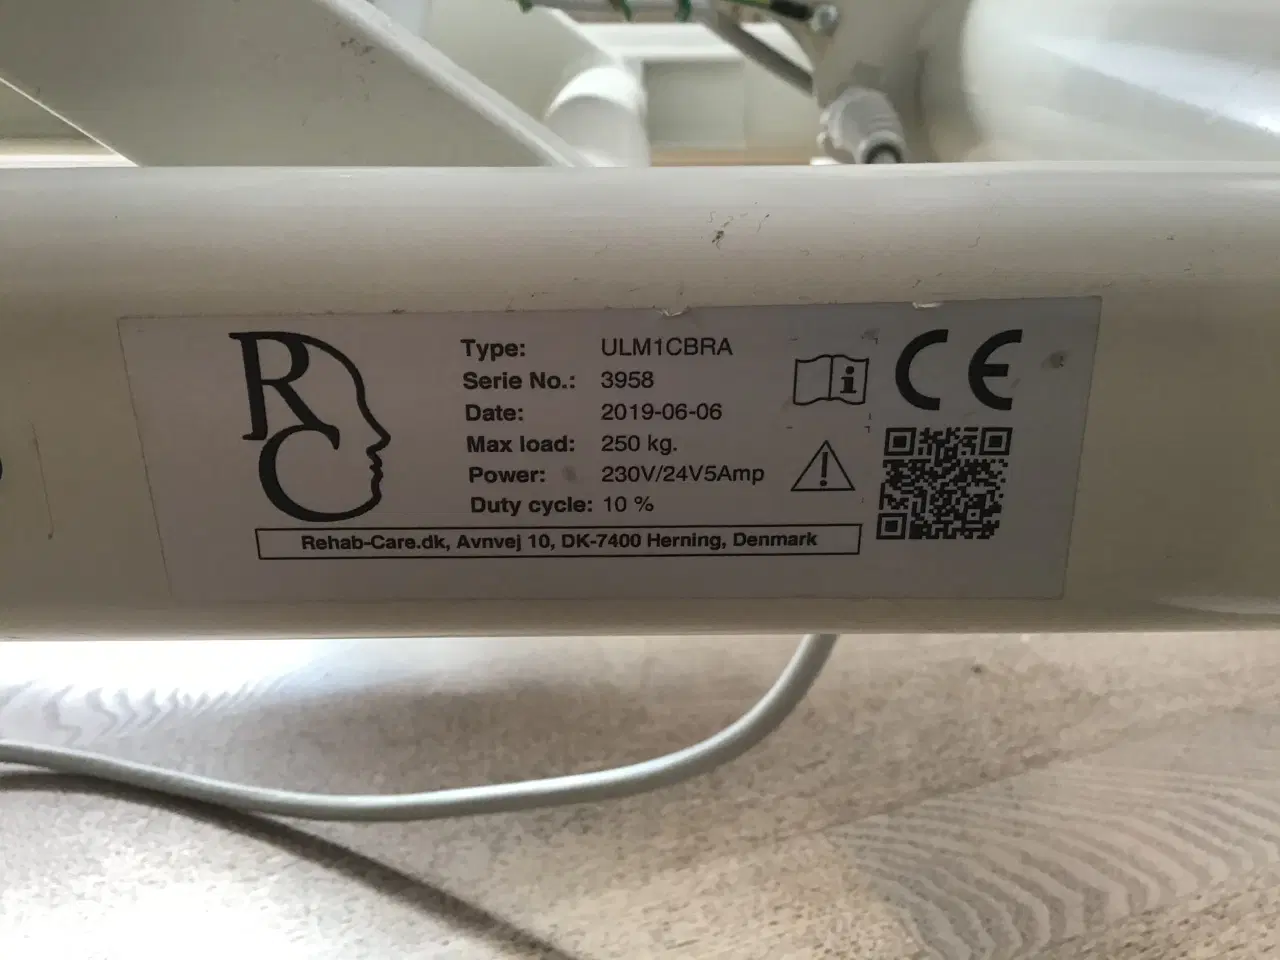 RC
Type: ULM1CBRA
Serie No.: 3958
Date: 2019-06-06
Max load: 250 kg.
Power: 230V/24V5Amp
Duty cycle: 10 %
Rehab-Care.dk, Avnvej 10, DK-7400 Herning, Denmark
i
CE